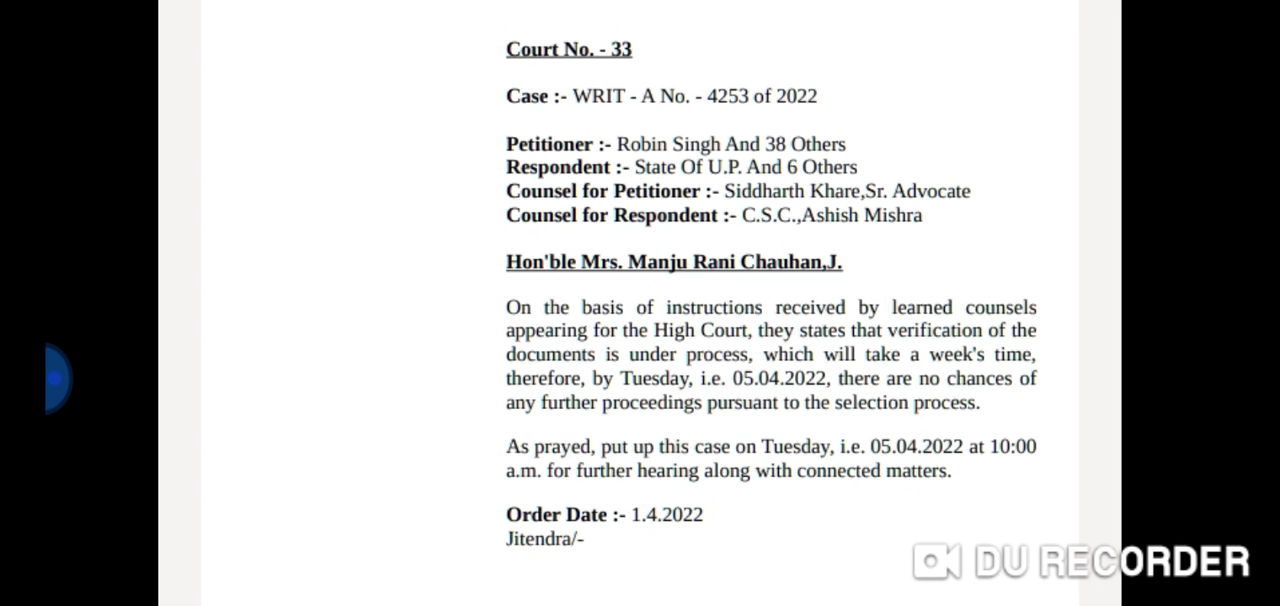 Court No. - 33
Case :- WRIT - A No. - 4253 of 2022
Petitioner :- Robin Singh And 38 Others
Respondent :- State Of U.P. And 6 Others
Counsel for Petitioner :- Siddharth Khare,Sr. Advocate
Counsel for Respondent :- C.S.C.,Ashish Mishra
Hon'ble Mrs. Manju Rani Chauhan,J.
On the basis of instructions received by learned counsels
appearing for the High Court, they states that verification of the
documents is under process, which will take a week's time,
therefore, by Tuesday, i.e. 05.04.2022, there are no chances of
any further proceedings pursuant to the selection process.
As prayed, put up this case on Tuesday, i.e. 05.04.2022 at 10:00
a.m. for further hearing along with connected matters.
Order Date :- 1.4.2022
Jitendra/-
DU RECORDER